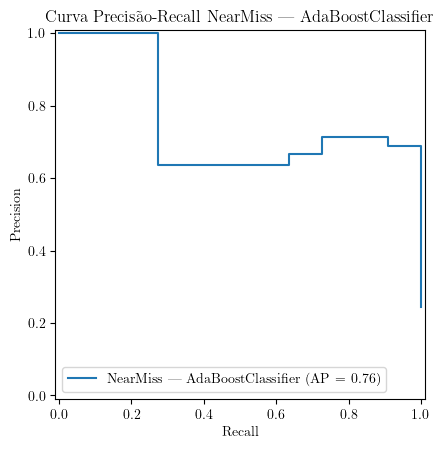 Curva Precisão-Recall NearMiss — AdaBoostClassifier
1.0
0.8
0.6
0.4
0.2
0.0
Precision
NearMiss — AdaBoostClassifier (AP = 0.76)
0.0 0.2 0.4 0.6 0.8 1.0
Recall